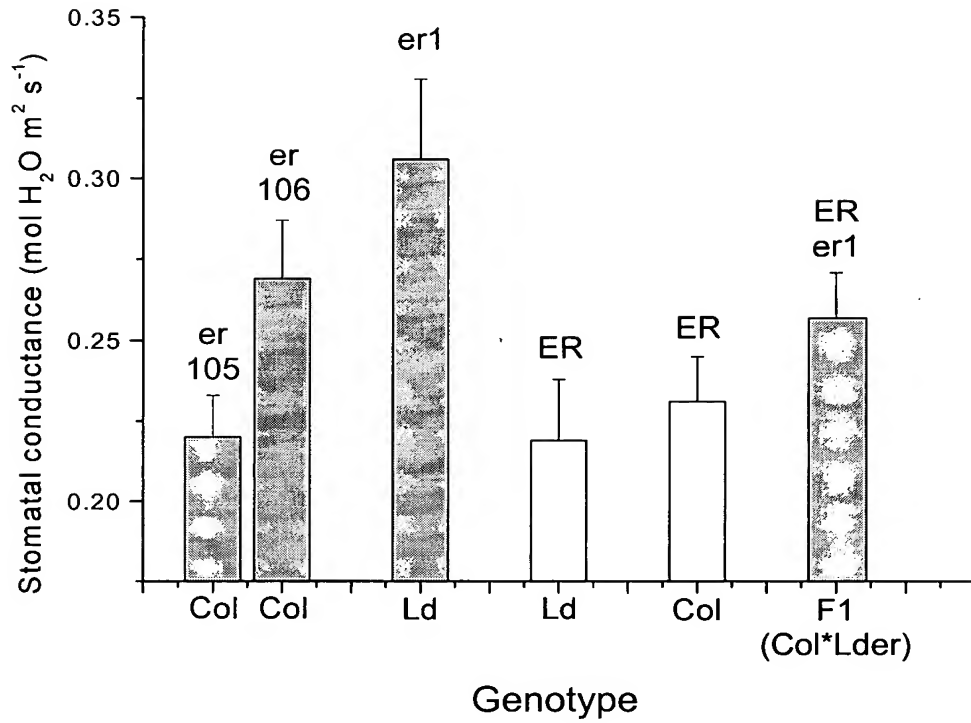 Stomatal conductance (mol H₂O m² s⁻¹)
0.35
0.30
0.25
0.20
er
105
er
106
er1
ER
ER
ER
er1
Col
Col
Ld
Ld
Col
F1
(Col*Lder)
Genotype